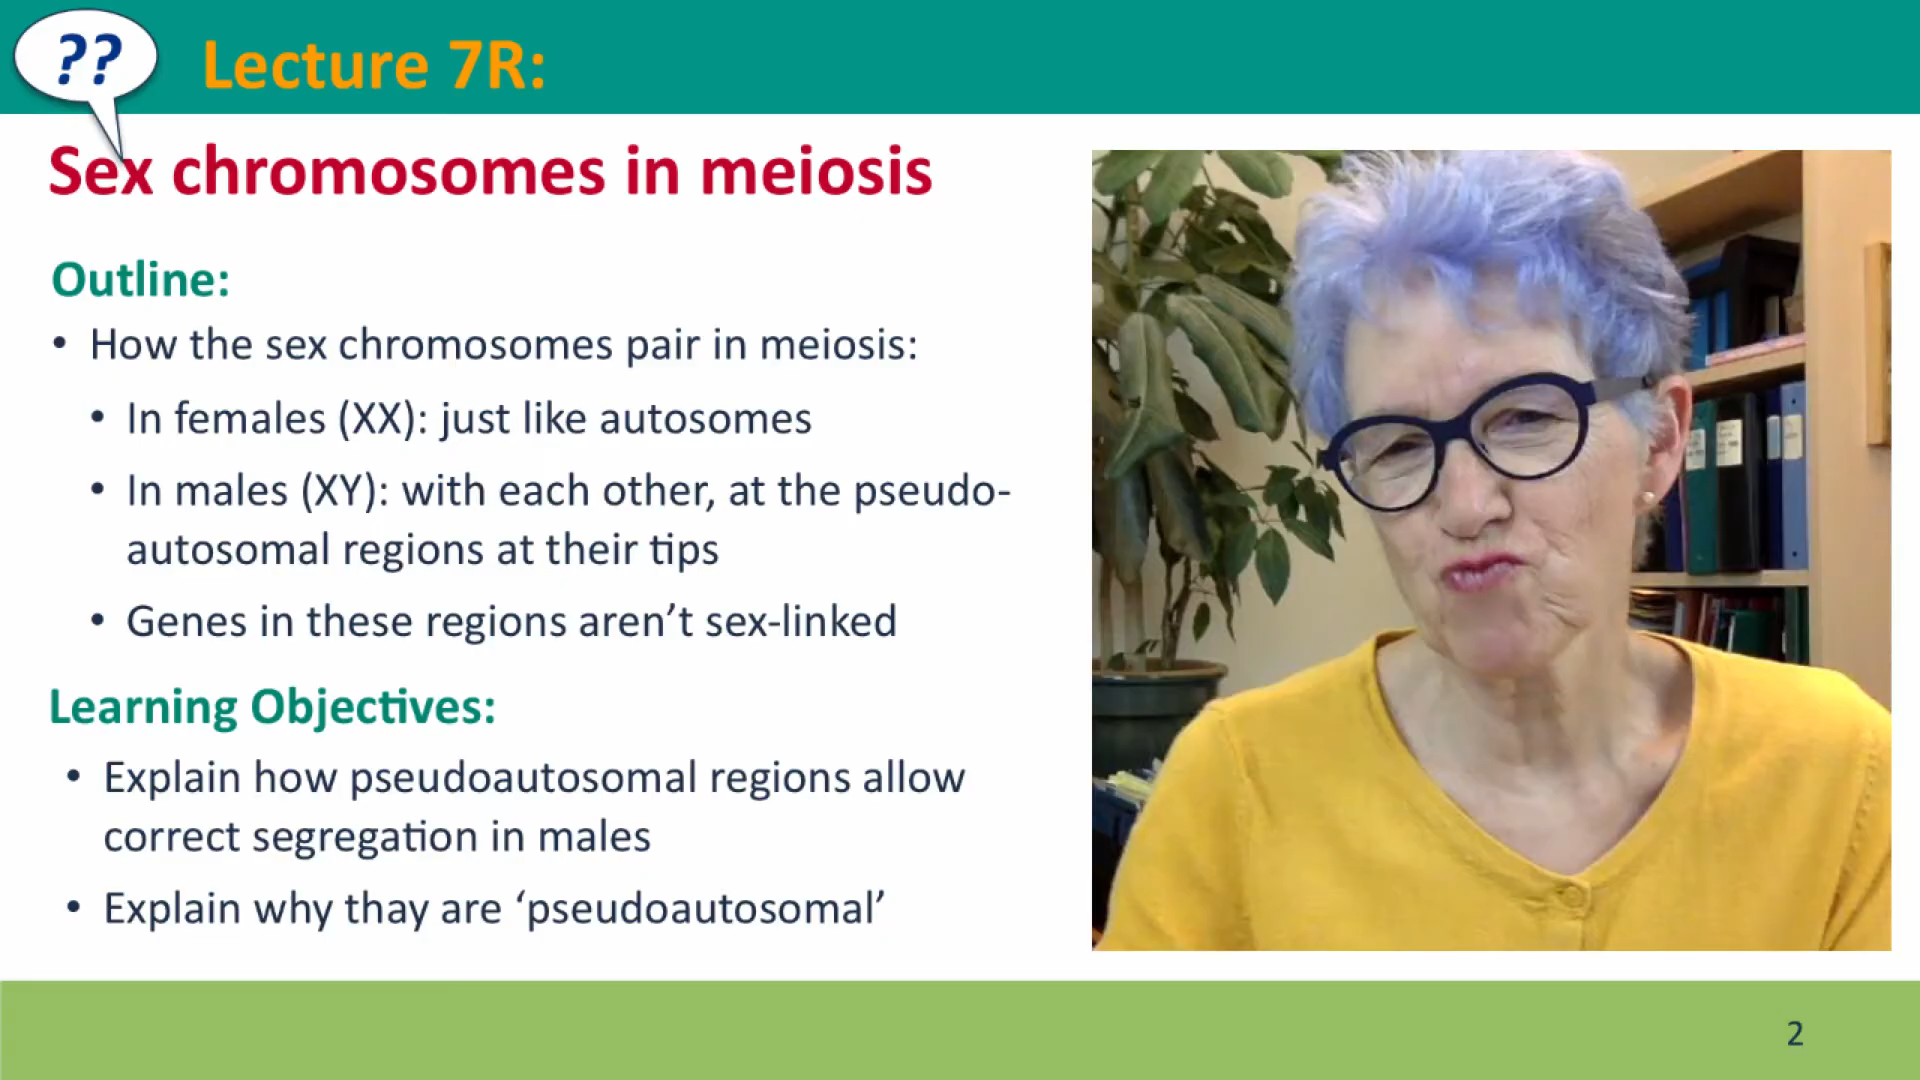 ??
Lecture 7R:
Sex chromosomes in meiosis
Outline:
• How the sex chromosomes pair in meiosis:
• In females (XX): just like autosomes
• In males (XY): with each other, at the pseudo-
autosomal regions at their tips
• Genes in these regions aren’t sex-linked
Learning Objectives:
• Explain how pseudoautosomal regions allow
correct segregation in males
• Explain why thay are ‘pseudoautosomal’
2